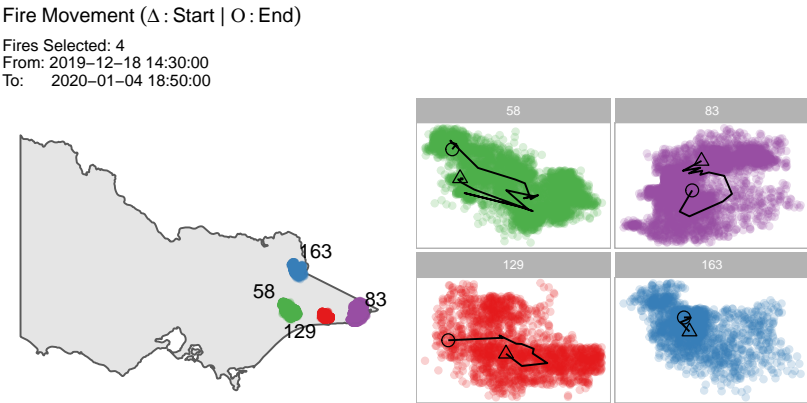 Fire Movement (Δ : Start | O : End)
Fires Selected: 4
From: 2019−12−18 14:30:00
To: 2020−01−04 18:50:00
163
58
83
129
58
83
129
163